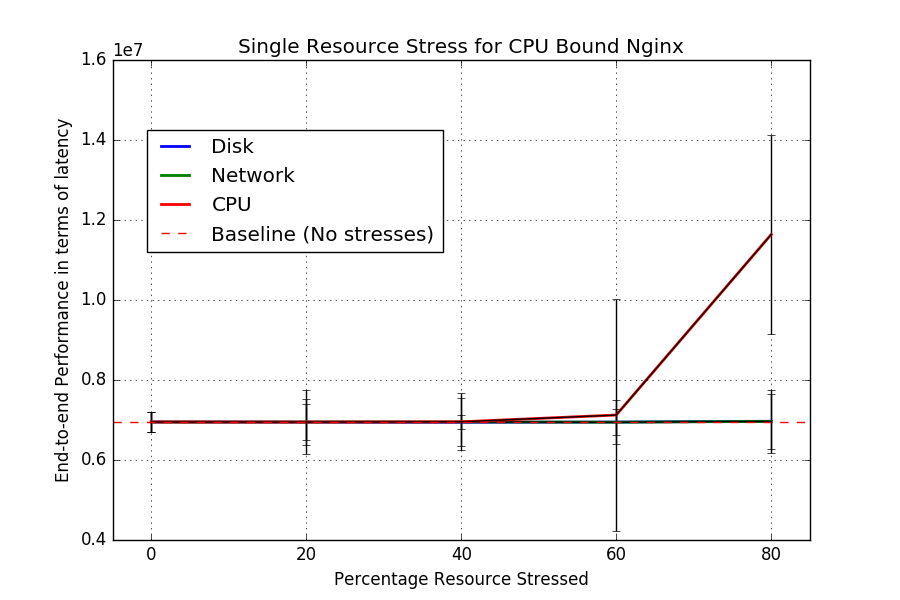 Single Resource Stress for CPU Bound Nginx
1e7
1.6
1.4
1.2
1.0
0.8
0.6
0.4
End-to-end Performance in terms of latency
Disk
Network
CPU
Baseline (No stresses)
0 20 40 60 80
Percentage Resource Stressed